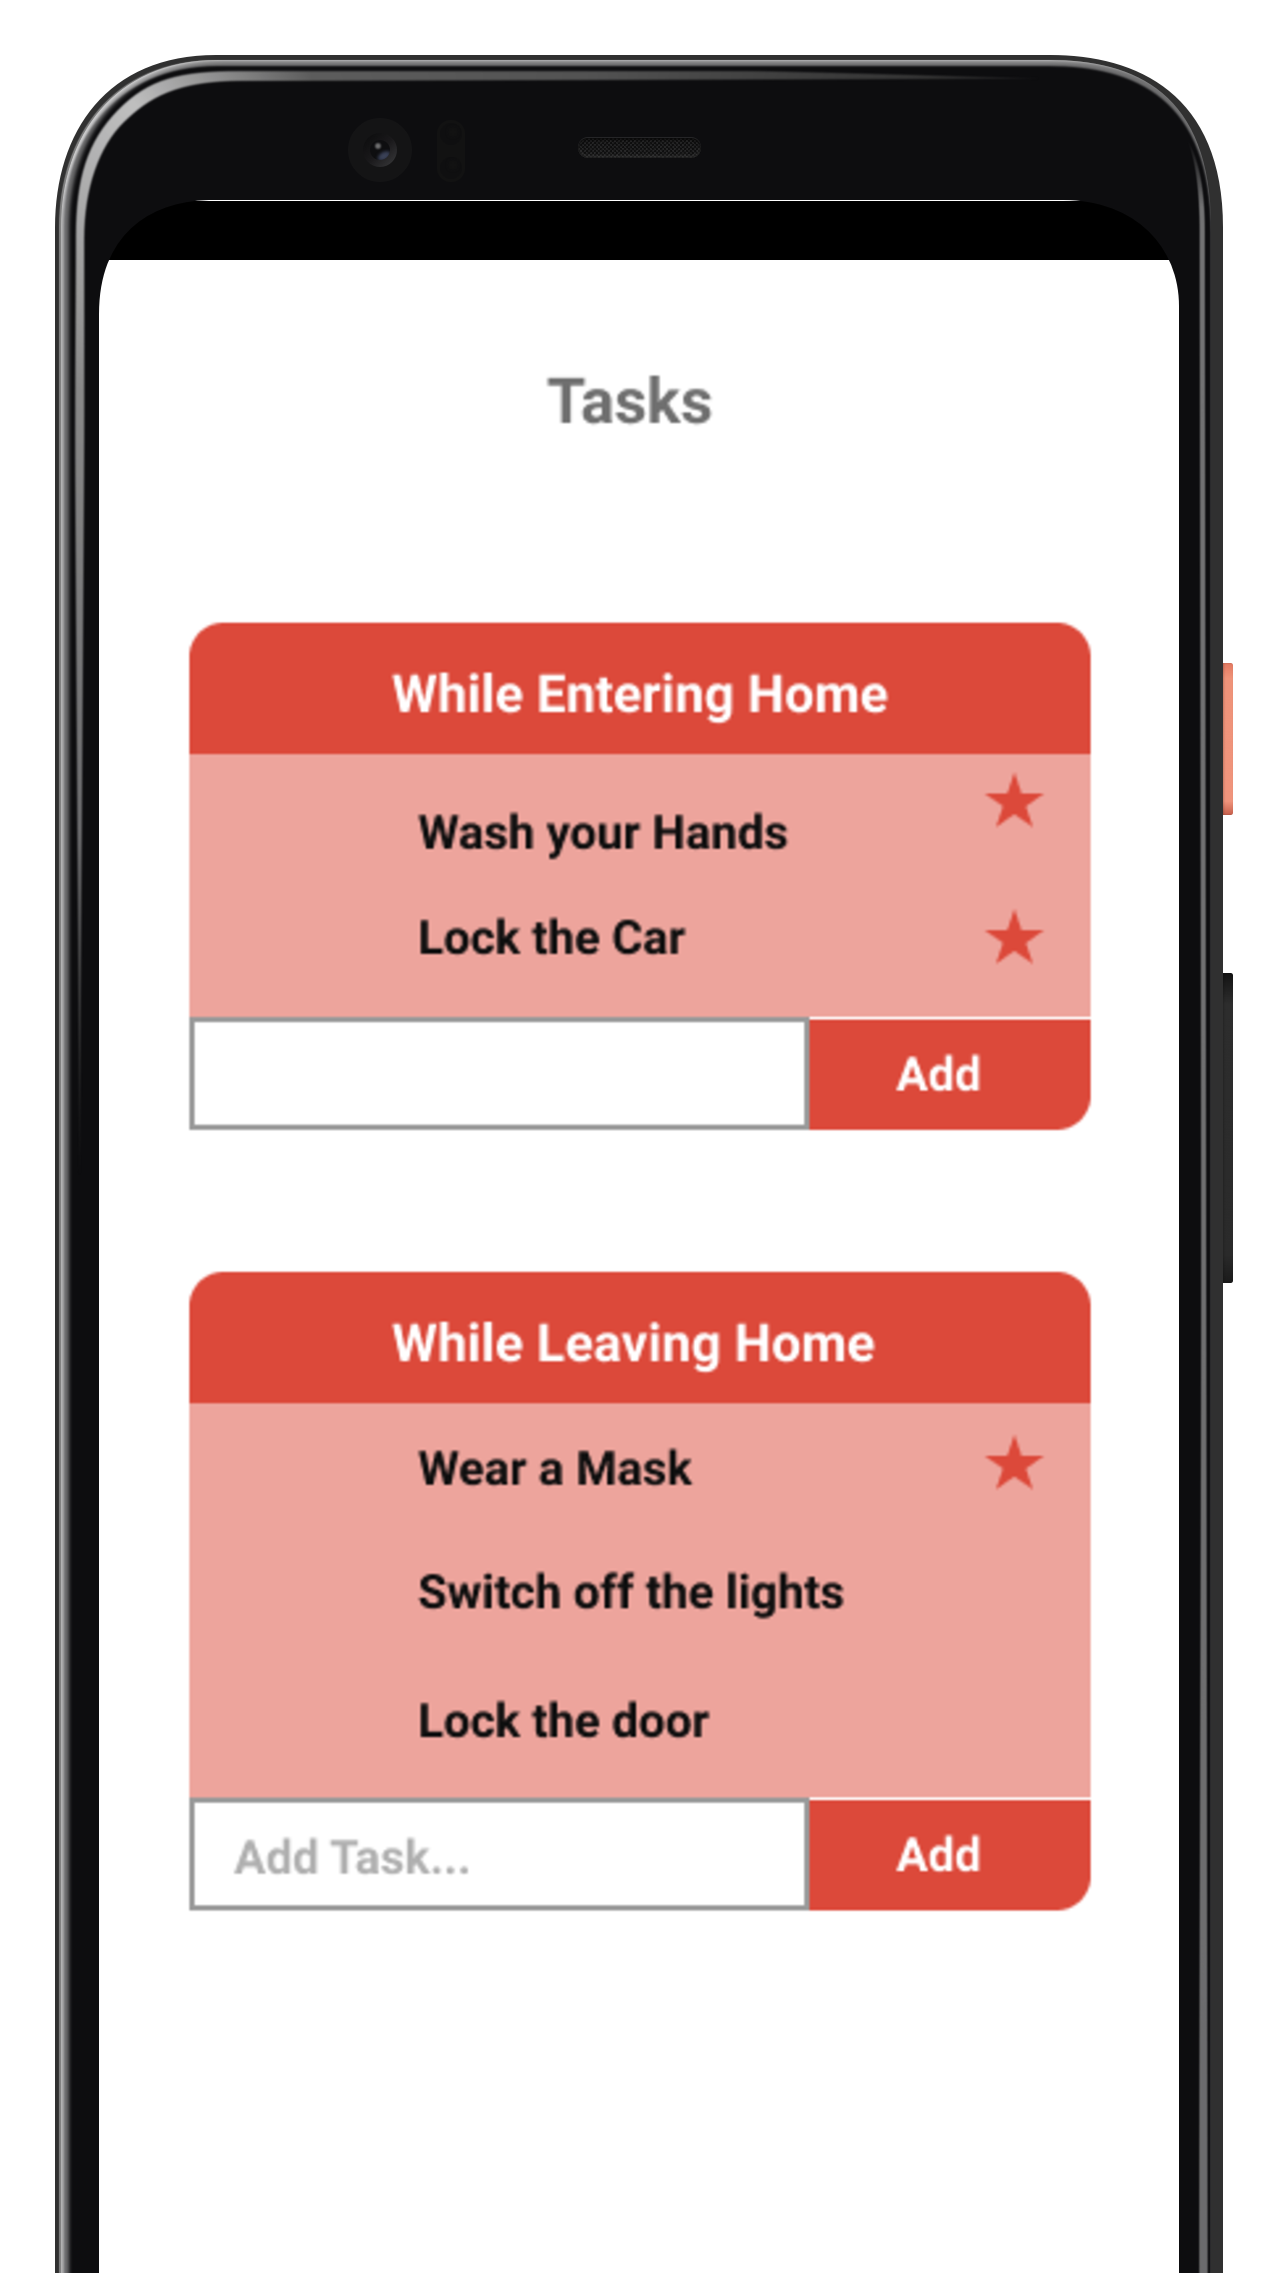 Tasks
While Entering Home
Wash your Hands
Lock the Car
Add
While Leaving Home
Wear a Mask
Switch off the lights
Lock the door
Add Task...
Add